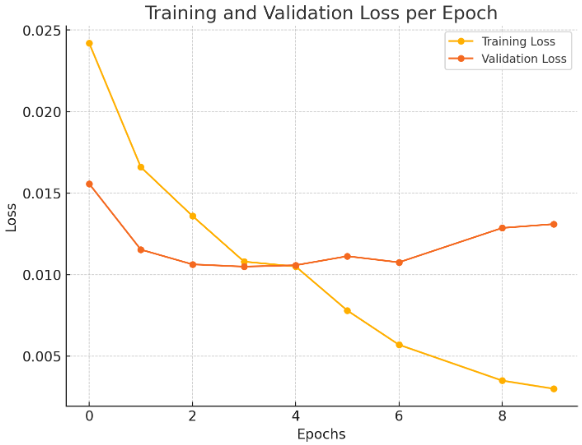 Training and Validation Loss per Epoch
Training Loss
Validation Loss
Loss
0.025
0.020
0.015
0.010
0.005
0 2 4 6 8
Epochs